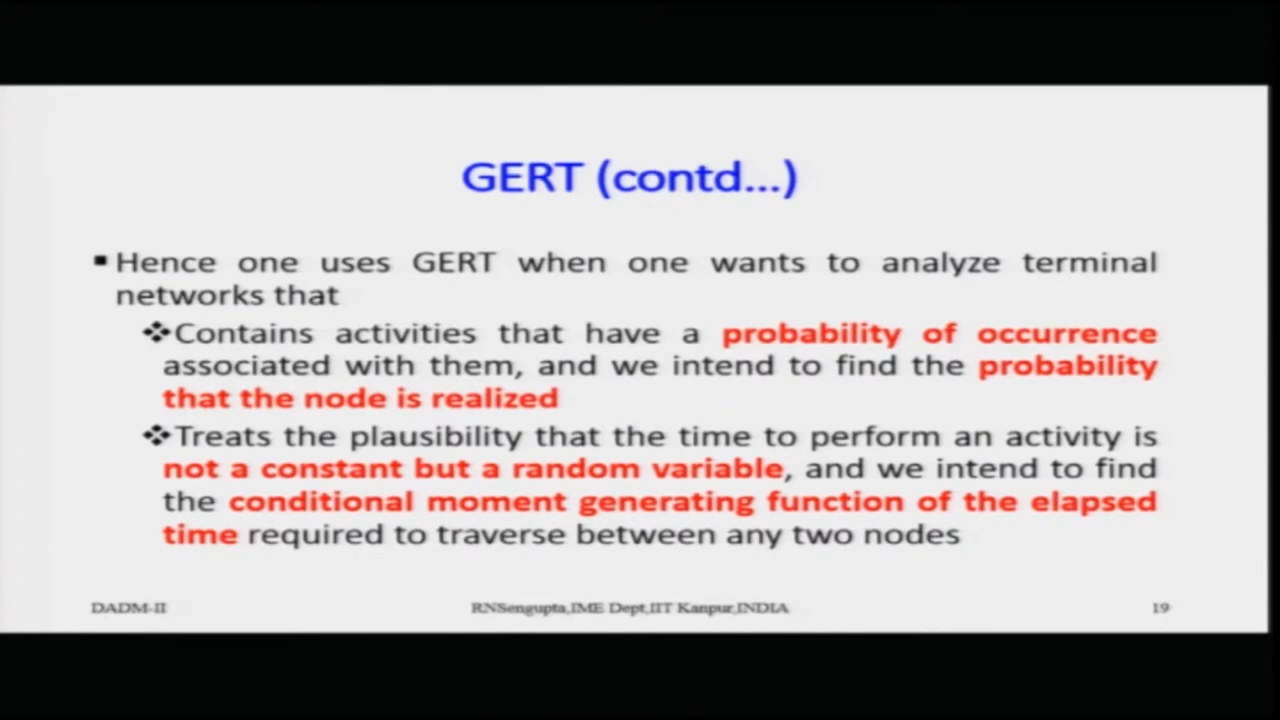 GERT (contd...)
▪Hence one uses GERT when one wants to analyze terminal
networks that
❖Contains activities that have a probability of occurrence
associated with them, and we intend to find the probability
that the node is realized
❖Treats the plausibility that the time to perform an activity is
not a constant but a random variable, and we intend to find
the conditional moment generating function of the elapsed
time required to traverse between any two nodes
DADM-II RNSengupta,IME Dept,IIT Kanpur,INDIA 19